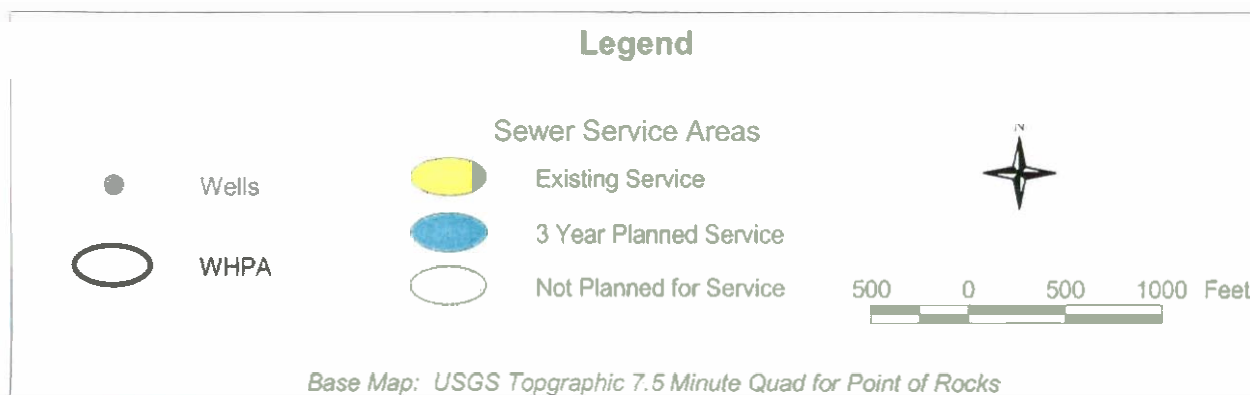 Legend
Sewer Service Areas
N
Wells
Existing Service
3 Year Planned Service
WHPA
Not Planned for Service
500 0 500 1000 Feet
Base Map: USGS Topgraphic 7.5 Minute Quad for Point of Rocks